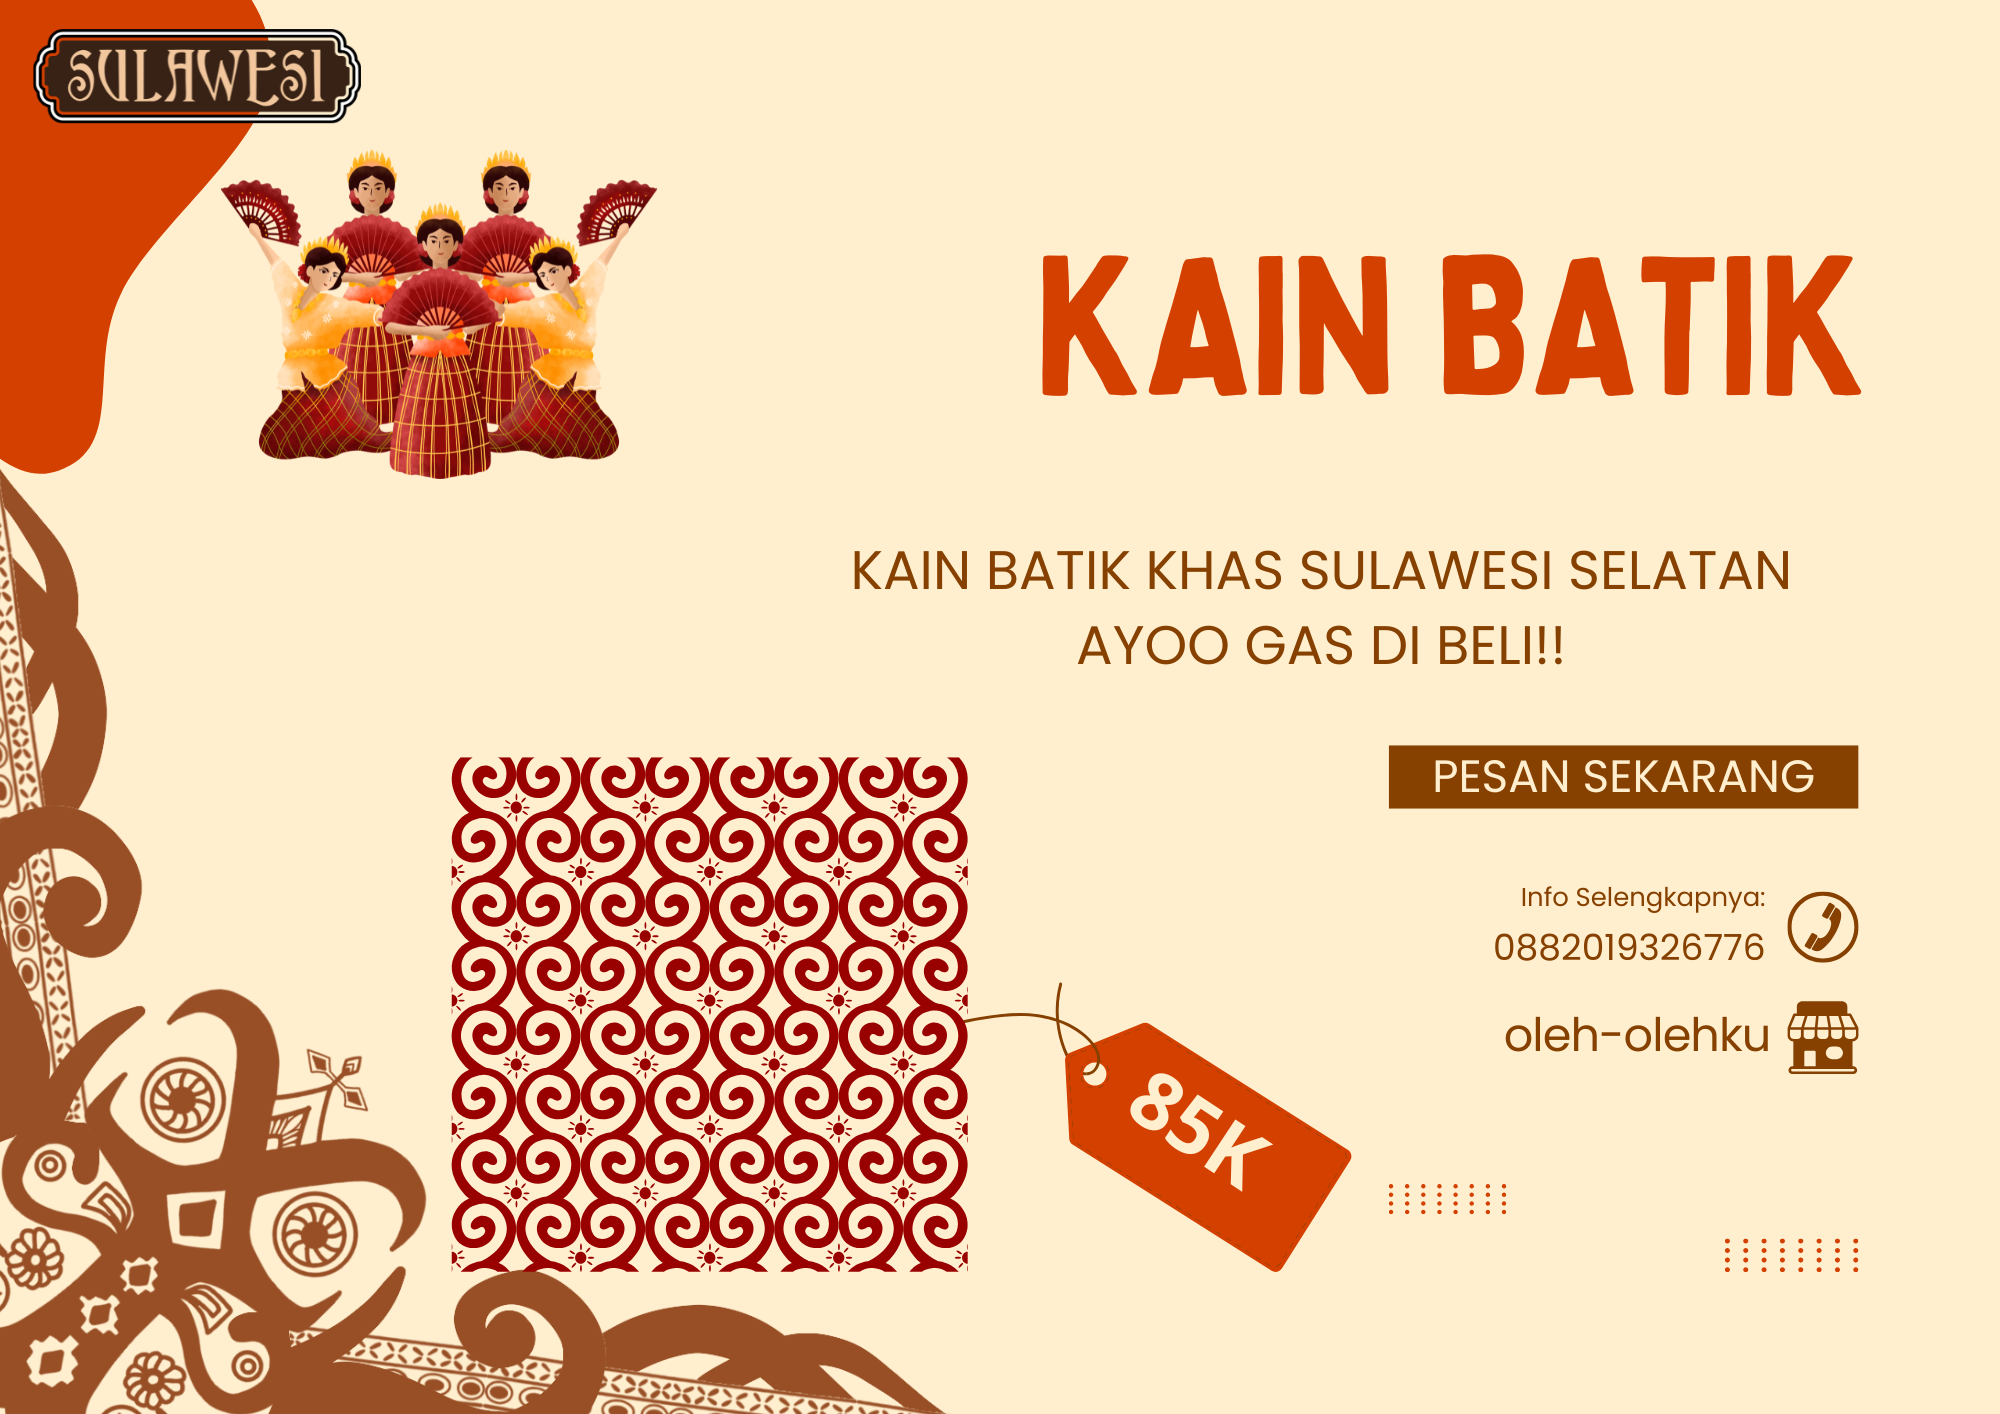 SULAWESI
KAIN BATIK
KAIN BATIK KHAS SULAWESI SELATAN
AYOO GAS DI BELI!!
PESAN SEKARANG
Info Selengkapnya:
0882019326776
oleh-olehku
85K